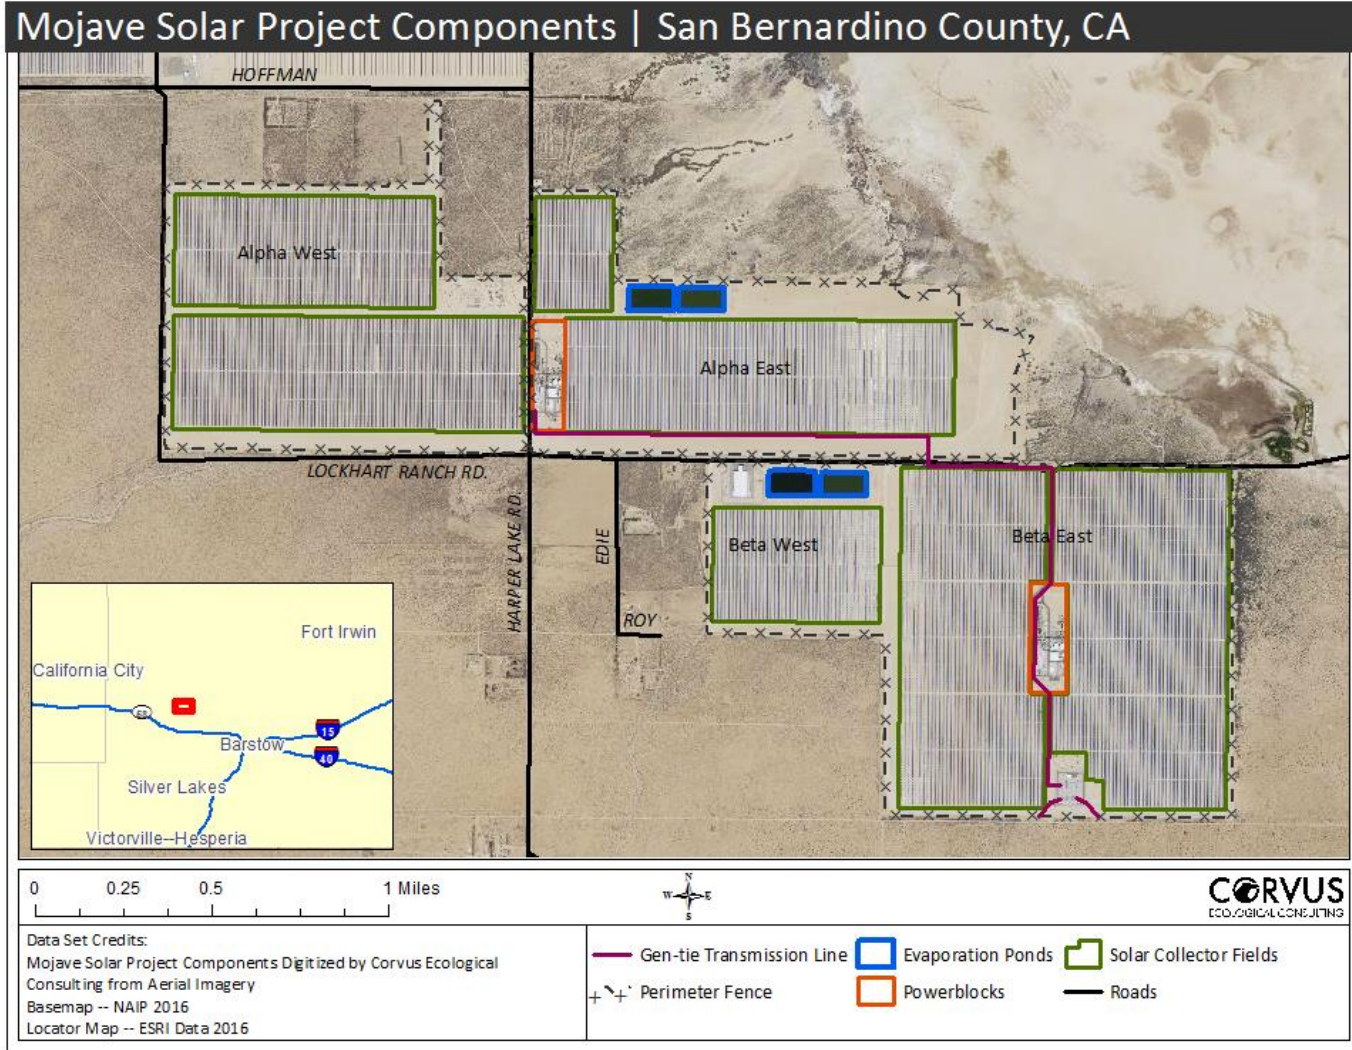 Mojave Solar Project Components | San Bernardino County, CA
HOFFMAN
Alpha West
Alpha East
LOCKHART RANCH RD.
HARPER LAKE RD.
EDIE
ROY
Beta West
Beta East
Fort Irwin
California City
58
15
Barstow
40
Silver Lakes
Victorville--Hesperia
0 0.25 0.5 1 Miles
N
W E
S
CORVUS
ECOLOGICAL CONSULTING
Data Set Credits:
Mojave Solar Project Components Digitized by Corvus Ecological
Consulting from Aerial Imagery
Basemap -- NAIP 2016
Locator Map -- ESRI Data 2016
Gen-tie Transmission Line
Evaporation Ponds
Solar Collector Fields
Perimeter Fence
Powerblocks
Roads